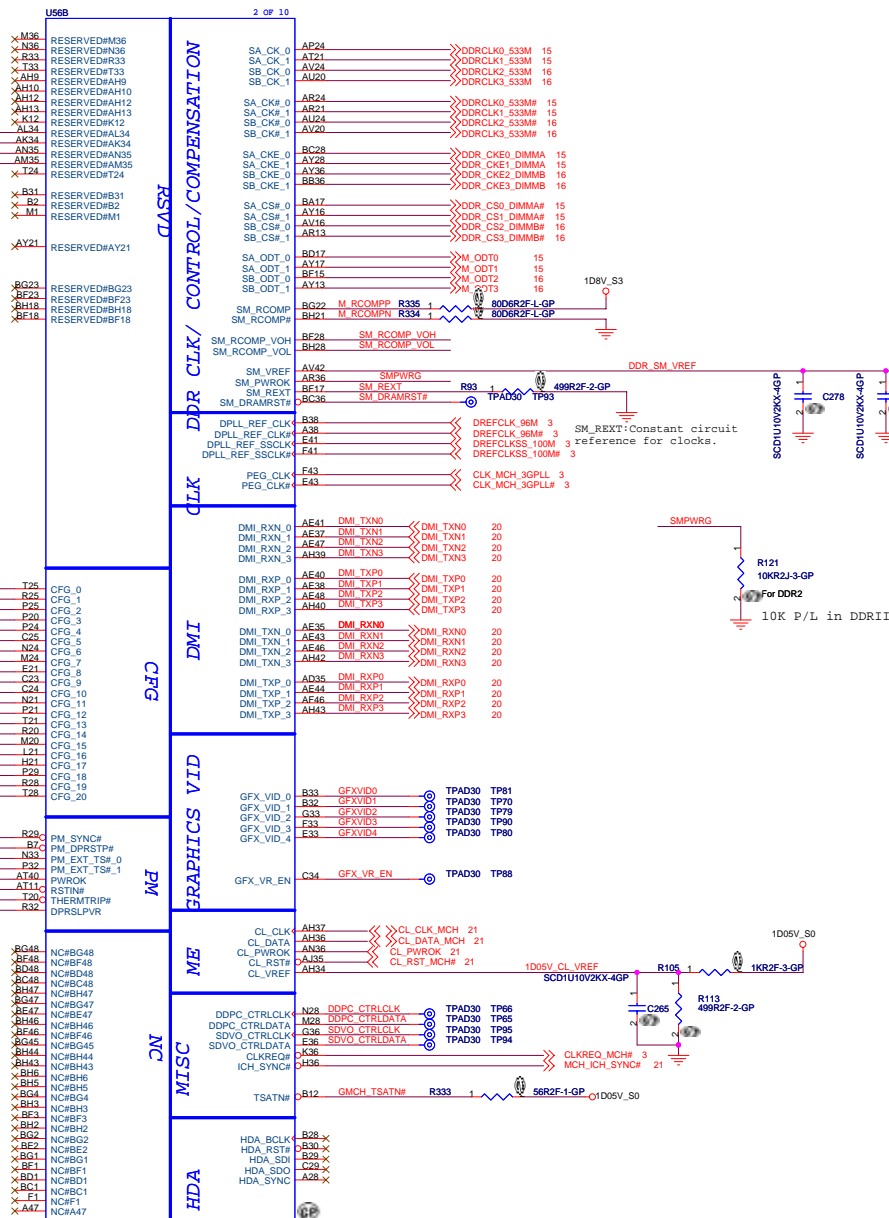 U56B
2 OF 10
M36 RESERVED#M36
N36 RESERVED#N36
R33 RESERVED#R33
T33 RESERVED#T33
AH9 RESERVED#AH9
AH10 RESERVED#AH10
AH12 RESERVED#AH12
AH13 RESERVED#AH13
K12 RESERVED#K12
AL34 RESERVED#AL34
AK34 RESERVED#AK34
AN35 RESERVED#AN35
AM35 RESERVED#AM35
T24 RESERVED#T24
B31 RESERVED#B31
B2 RESERVED#B2
M1 RESERVED#M1
AY21 RESERVED#AY21
BG23 RESERVED#BG23
BF23 RESERVED#BF23
BH18 RESERVED#BH18
BF18 RESERVED#BF18
RSVD
DDR CLK/ CONTROL/COMPENSATION
SA_CK_0 AP24 DDRCLK0_533M 15
SA_CK_1 AT21 DDRCLK1_533M 15
SB_CK_0 AV24 DDRCLK2_533M 16
SB_CK_1 AU20 DDRCLK3_533M 16
SA_CK#_0 AR24 DDRCLK0_533M# 15
SA_CK#_1 AR21 DDRCLK1_533M# 15
SB_CK#_0 AU24 DDRCLK2_533M# 16
SB_CK#_1 AV20 DDRCLK3_533M# 16
SA_CKE_0 BC28 DDR_CKE0_DIMMA 15
SA_CKE_1 AY28 DDR_CKE1_DIMMA 15
SB_CKE_0 AY36 DDR_CKE2_DIMMB 16
SB_CKE_1 BB36 DDR_CKE3_DIMMB 16
SA_CS#_0 BA17 DDR_CS0_DIMMA# 15
SA_CS#_1 AY16 DDR_CS1_DIMMA# 15
SB_CS#_0 AV16 DDR_CS2_DIMMB# 16
SB_CS#_1 AR13 DDR_CS3_DIMMB# 16
SA_ODT_0 BD17 M_ODT0 15
SA_ODT_1 AY17 M_ODT1 15
SB_ODT_0 BF15 M_ODT2 16
SB_ODT_1 AY13 M_ODT3 16
1D8V_S3
SM_RCOMP BG22 M_RCOMPP R335 1 80D6R2F-L-GP
SM_RCOMP# BH21 M_RCOMPN R334 1 80D6R2F-L-GP
SM_RCOMP_VOH BF28 SM_RCOMP_VOH
SM_RCOMP_VOL BH28 SM_RCOMP_VOL
SM_VREF AV42 DDR_SM_VREF
SM_PWROK AR36 SMPWRG
SM_REXT BF17 SM_REXT R93 1 499R2F-2-GP
SM_DRAMRST# BC36 SM_DRAMRST# TPAD30 TP93
SM_REXT:Constant circuit
reference for clocks.
SCD1U10V2KX-4GP
1
2
C278
SCD1U10V2KX-4GP
1
2
CLK
DPLL_REF_CLK B38 DREFCLK_96M 3
DPLL_REF_CLK# A38 DREFCLK_96M# 3
DPLL_REF_SSCLK E41 DREFCLKSS_100M 3
DPLL_REF_SSCLK# F41 DREFCLKSS_100M# 3
PEG_CLK F43 CLK_MCH_3GPLL 3
PEG_CLK# E43 CLK_MCH_3GPLL# 3
DMI
DMI_RXN_0 AE41 DMI_TXN0 DMI_TXN0 20
DMI_RXN_1 AE37 DMI_TXN1 DMI_TXN1 20
DMI_RXN_2 AE47 DMI_TXN2 DMI_TXN2 20
DMI_RXN_3 AH39 DMI_TXN3 DMI_TXN3 20
DMI_RXP_0 AE40 DMI_TXP0 DMI_TXP0 20
DMI_RXP_1 AE38 DMI_TXP1 DMI_TXP1 20
DMI_RXP_2 AE48 DMI_TXP2 DMI_TXP2 20
DMI_RXP_3 AH40 DMI_TXP3 DMI_TXP3 20
DMI_TXN_0 AE35 DMI_RXN0 DMI_RXN0 20
DMI_TXN_1 AE43 DMI_RXN1 DMI_RXN1 20
DMI_TXN_2 AE46 DMI_RXN2 DMI_RXN2 20
DMI_TXN_3 AH42 DMI_RXN3 DMI_RXN3 20
DMI_TXP_0 AD35 DMI_RXP0 DMI_RXP0 20
DMI_TXP_1 AE44 DMI_RXP1 DMI_RXP1 20
DMI_TXP_2 AF46 DMI_RXP2 DMI_RXP2 20
DMI_TXP_3 AH43 DMI_RXP3 DMI_RXP3 20
SMPWRG
1
R121
10KR2J-3-GP
2
For DDR2
10K P/L in DDRII
T25 CFG_0
R25 CFG_1
P25 CFG_2
P20 CFG_3
P24 CFG_4
C25 CFG_5
N24 CFG_6
M24 CFG_7
E21 CFG_8
C23 CFG_9
C24 CFG_10
N21 CFG_11
P21 CFG_12
T21 CFG_13
R20 CFG_14
M20 CFG_15
L21 CFG_16
H21 CFG_17
P29 CFG_18
R28 CFG_19
T28 CFG_20
CFG
GRAPHICS VID
GFX_VID_0 B33 GFXVID0 TPAD30 TP81
GFX_VID_1 B32 GFXVID1 TPAD30 TP70
GFX_VID_2 G33 GFXVID2 TPAD30 TP79
GFX_VID_3 F33 GFXVID3 TPAD30 TP90
GFX_VID_4 E33 GFXVID4 TPAD30 TP80
GFX_VR_EN C34 GFX_VR_EN TPAD30 TP88
R29 PM_SYNC#
B7 PM_DPRSTP#
N33 PM_EXT_TS#_0
P32 PM_EXT_TS#_1
AT40 PWROK
AT11 RSTIN#
T20 THERMTRIP#
R32 DPRSLPVR
PM
ME
CL_CLK AH37 CL_CLK_MCH 21
CL_DATA AH36 CL_DATA_MCH 21
CL_PWROK AN36 CL_PWROK 21
CL_RST# AJ35 CL_RST_MCH# 21
CL_VREF AH34 1D05V_CL_VREF R105 1 1KR2F-3-GP
1D05V_S0
SCD1U10V2KX-4GP
1
C265
2
1
R113
499R2F-2-GP
2
MISC
DDPC_CTRLCLK N28 DDPC_CTRLCLK TPAD30 TP66
DDPC_CTRLDATA M28 DDPC_CTRLDATA TPAD30 TP65
SDVO_CTRLCLK G36 SDVO_CTRLCLK TPAD30 TP95
SDVO_CTRLDATA E36 SDVO_CTRLDATA TPAD30 TP94
CLKREQ# K36 CLKREQ_MCH# 3
ICH_SYNC# H36 MCH_ICH_SYNC# 21
TSATN# B12 GMCH_TSATN# R333 1 56R2F-1-GP 1D05V_S0
HDA
HDA_BCLK B28
HDA_RST# B30
HDA_SDI B29
HDA_SDO C29
HDA_SYNC A28
BG48 NC#BG48
BF48 NC#BF48
BD48 NC#BD48
BC48 NC#BC48
BH47 NC#BH47
BG47 NC#BG47
BE47 NC#BE47
BH46 NC#BH46
BF46 NC#BF46
BG45 NC#BG45
BH44 NC#BH44
BH43 NC#BH43
BH6 NC#BH6
BH5 NC#BH5
BG4 NC#BG4
BH3 NC#BH3
BF3 NC#BF3
BH2 NC#BH2
BG2 NC#BG2
BE2 NC#BE2
BG1 NC#BG1
BF1 NC#BF1
BD1 NC#BD1
BC1 NC#BC1
F1 NC#F1
A47 NC#A47
NC